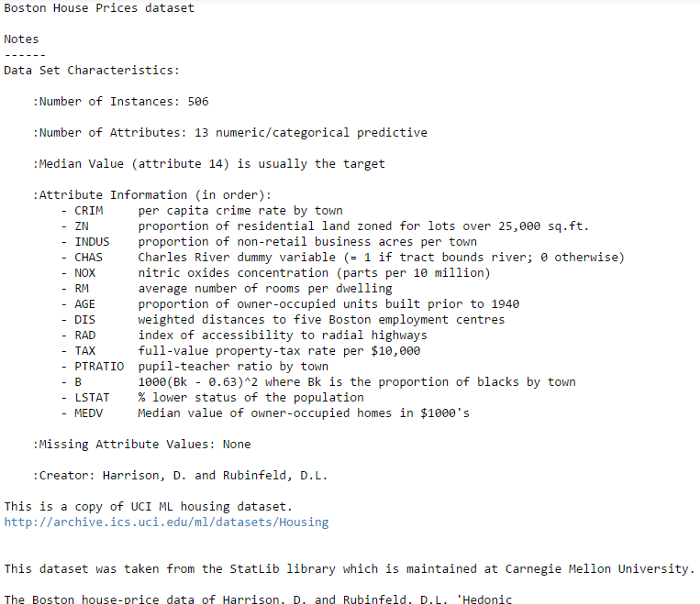 Boston House Prices dataset
Notes
------
Data Set Characteristics:
:Number of Instances: 506
:Number of Attributes: 13 numeric/categorical predictive
:Median Value (attribute 14) is usually the target
:Attribute Information (in order):
- CRIM     per capita crime rate by town
- ZN       proportion of residential land zoned for lots over 25,000 sq.ft.
- INDUS    proportion of non-retail business acres per town
- CHAS     Charles River dummy variable (= 1 if tract bounds river; 0 otherwise)
- NOX      nitric oxides concentration (parts per 10 million)
- RM       average number of rooms per dwelling
- AGE      proportion of owner-occupied units built prior to 1940
- DIS      weighted distances to five Boston employment centres
- RAD      index of accessibility to radial highways
- TAX      full-value property-tax rate per $10,000
- PTRATIO  pupil-teacher ratio by town
- B        1000(Bk - 0.63)^2 where Bk is the proportion of blacks by town
- LSTAT    % lower status of the population
- MEDV     Median value of owner-occupied homes in $1000's
:Missing Attribute Values: None
:Creator: Harrison, D. and Rubinfeld, D.L.
This is a copy of UCI ML housing dataset.
http://archive.ics.uci.edu/ml/datasets/Housing
This dataset was taken from the StatLib library which is maintained at Carnegie Mellon University.
The Boston house-price data of Harrison, D. and Rubinfeld, D.L. 'Hedonic